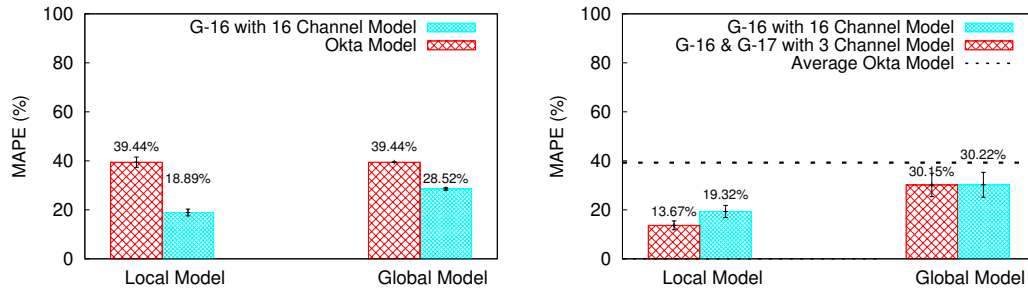 100
80
60
40
20
0
MAPE (%)
G-16 with 16 Channel Model
Okta Model
39.44%
18.89%
39.44%
28.52%
Local Model
Global Model
100
80
60
40
20
0
MAPE (%)
G-16 with 16 Channel Model
G-16 & G-17 with 3 Channel Model
Average Okta Model
13.67%
19.32%
30.15%
30.22%
Local Model
Global Model